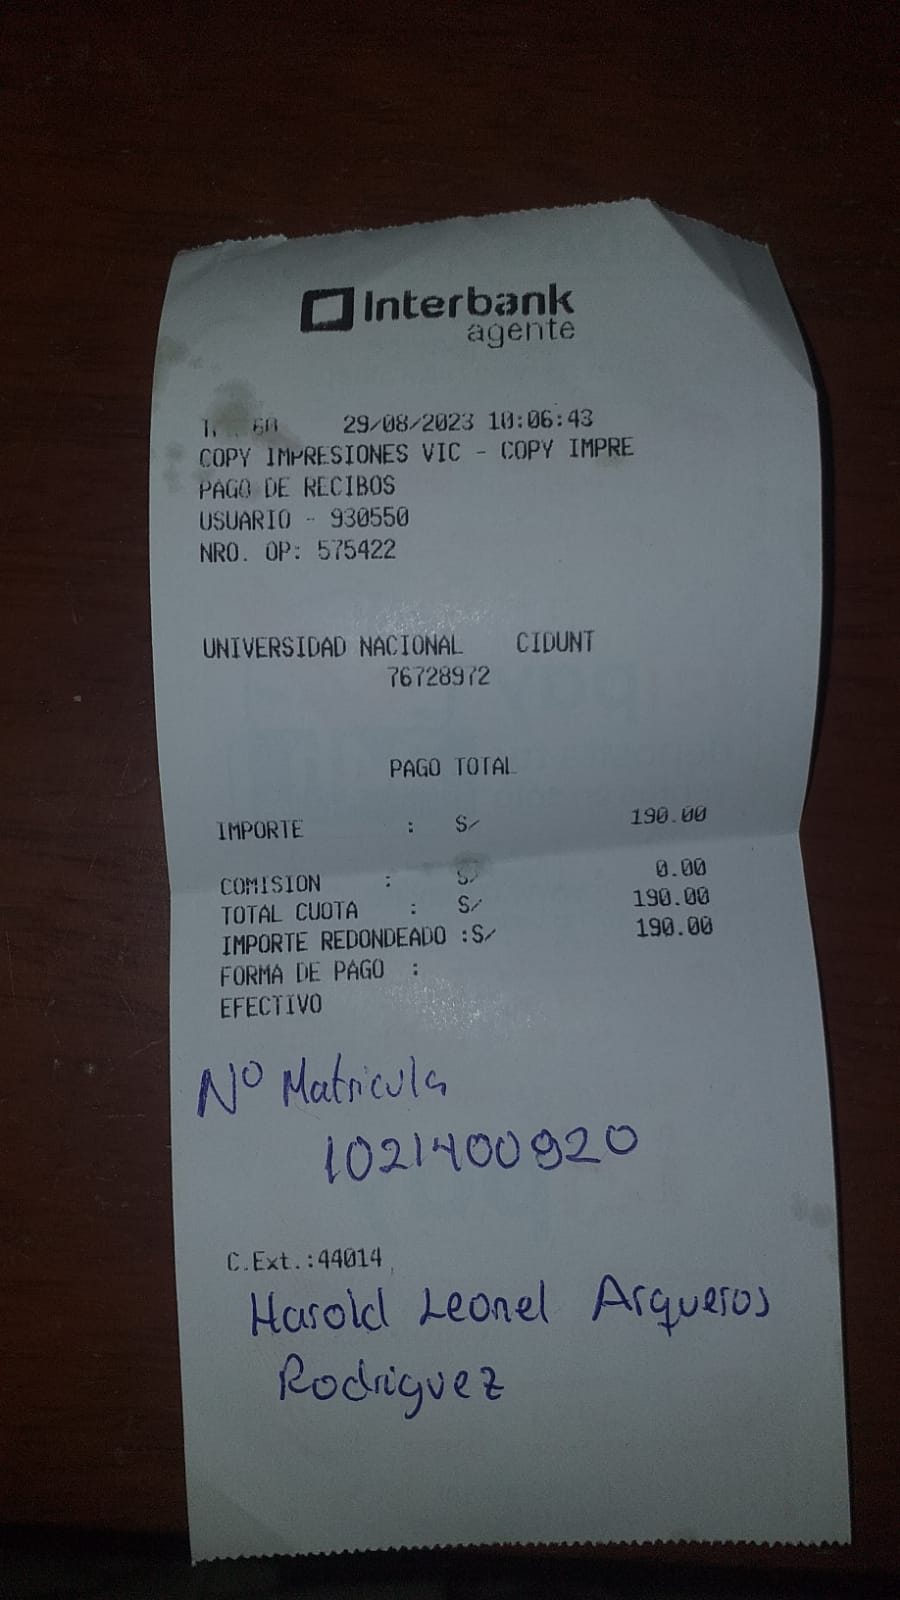 Interbank
agente
29/08/2023 10:06:43
COPY IMPRESIONES VIC - COPY IMPRE
PAGO DE RECIBOS
USUARIO - 930550
NRO. OP: 575422
UNIVERSIDAD NACIONAL CIDUNT
76728972
PAGO TOTAL
IMPORTE : S/ 190.00
COMISION : S/ 0.00
TOTAL CUOTA : S/ 190.00
IMPORTE REDONDEADO :S/ 190.00
FORMA DE PAGO :
EFECTIVO
Nº Matricula
1021400920
C.Ext.:44014
Harold Leonel Arqueros
Rodriguez